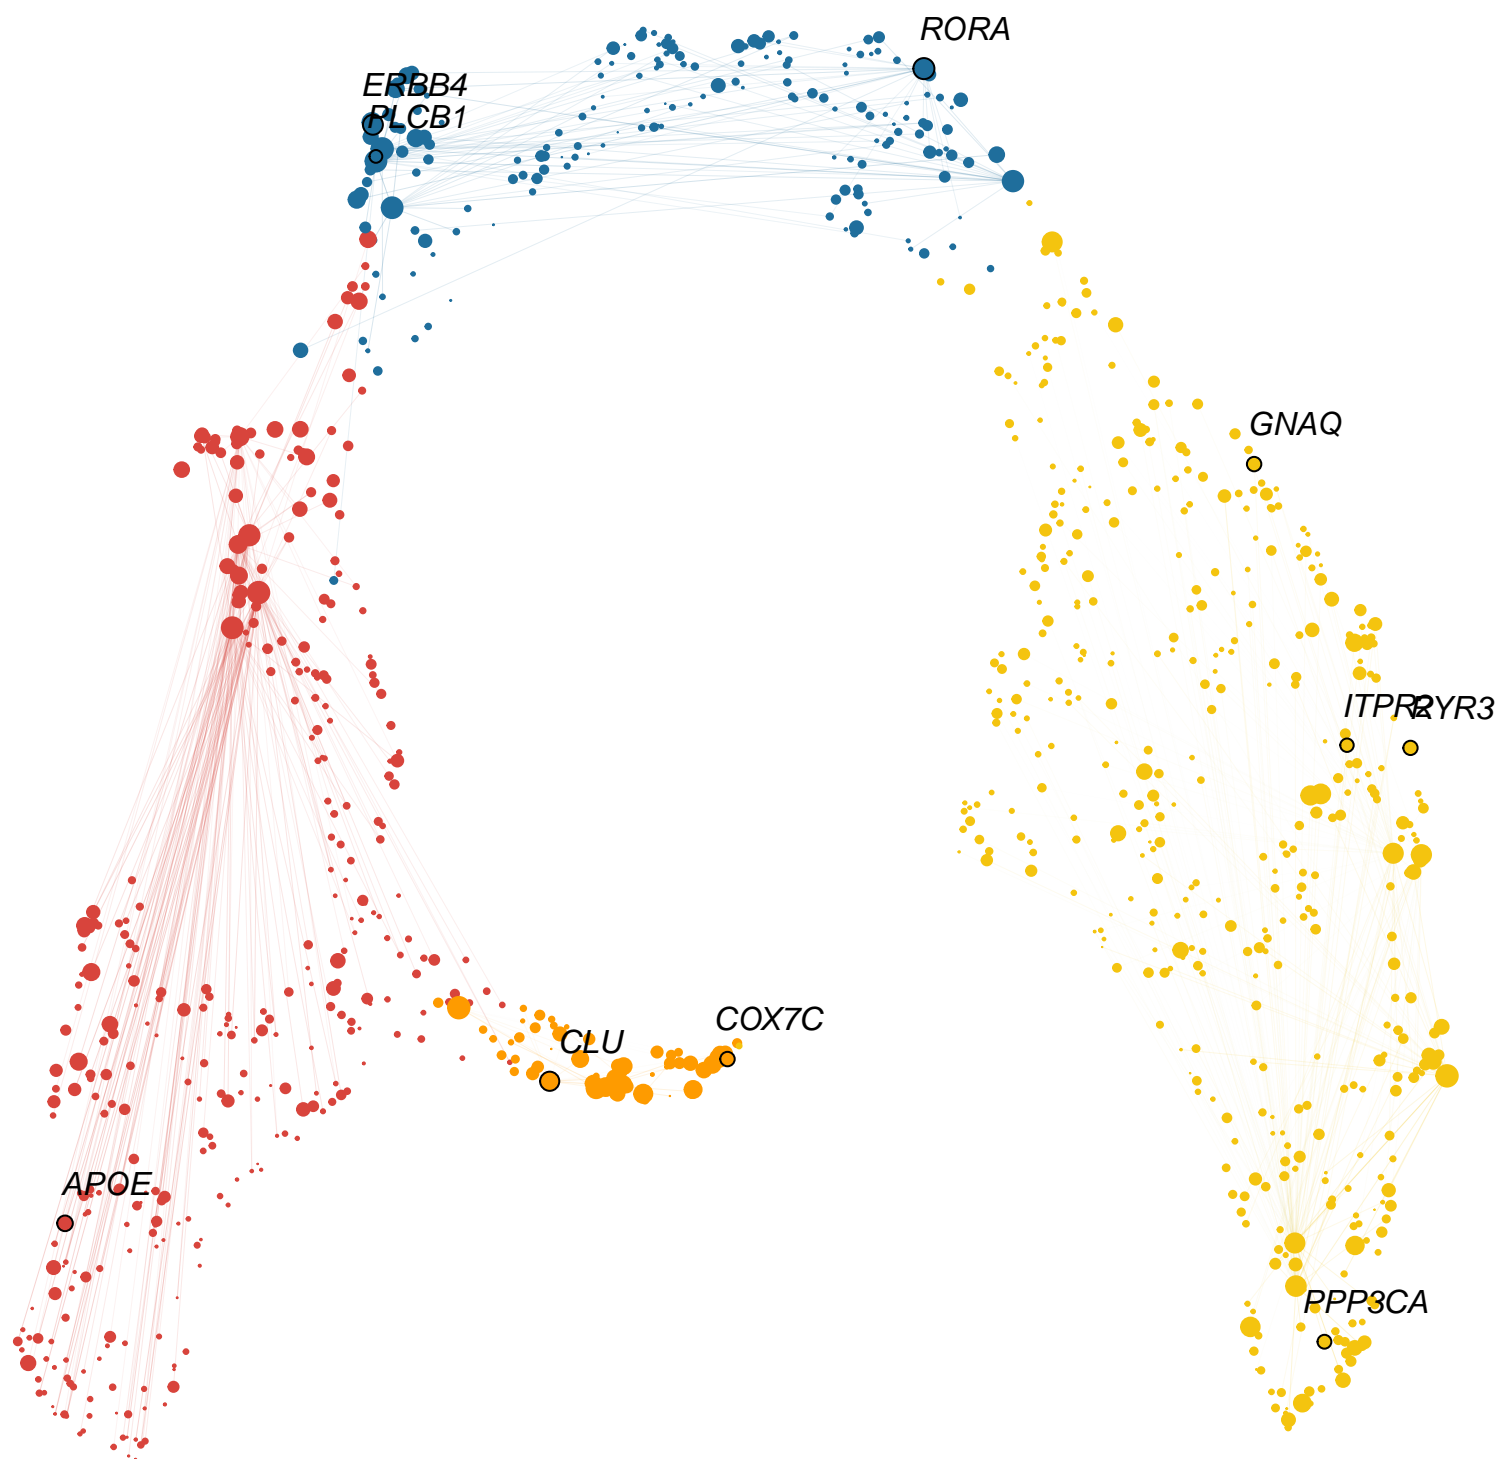 RORA
ERBB4
PLCB1
GNAQ
ITPR2
RYR3
COX7C
CLU
APOE
PPP3CA